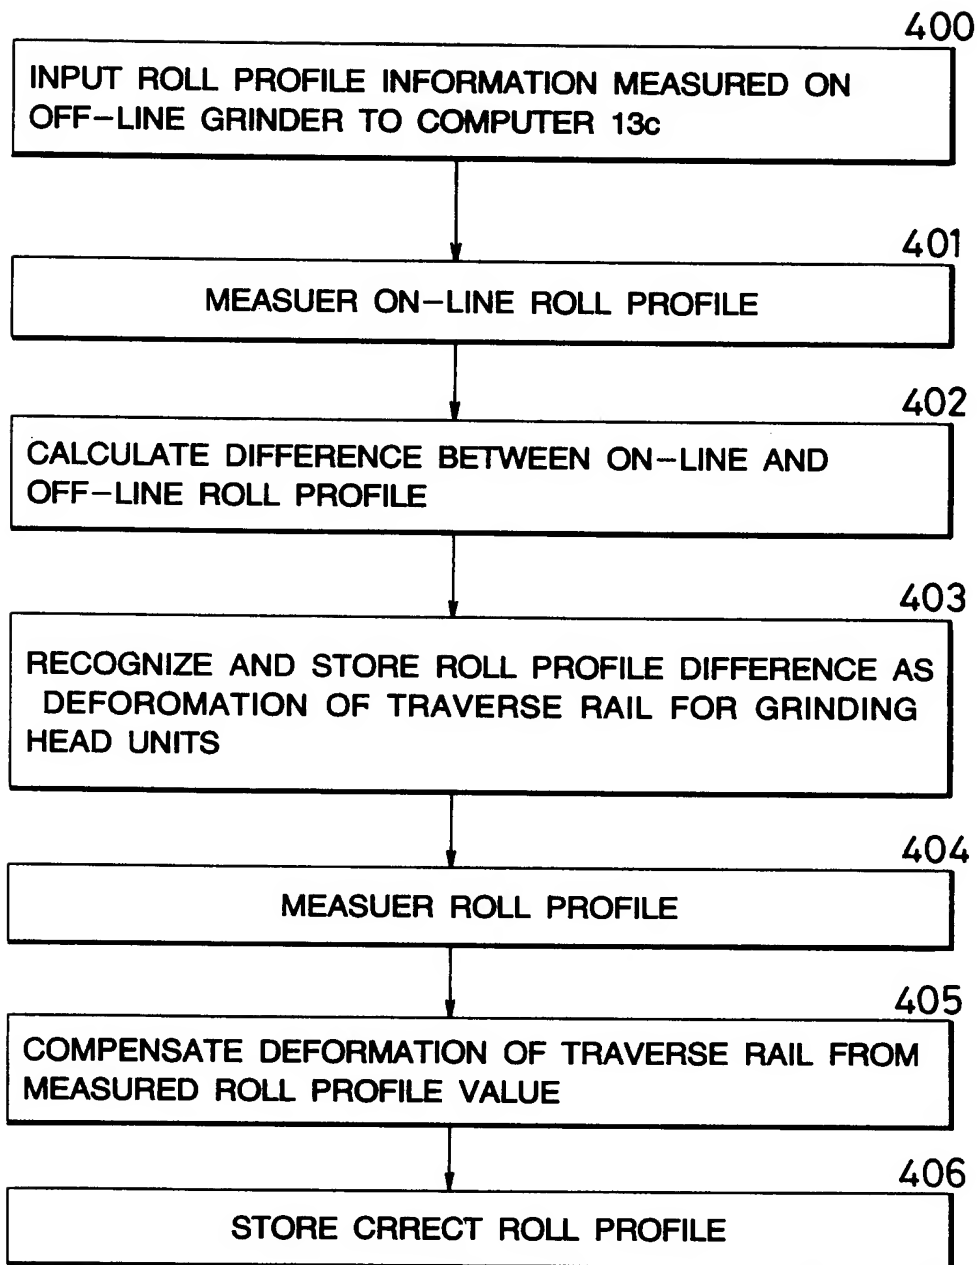 400
INPUT ROLL PROFILE INFORMATION MEASURED ON
OFF-LINE GRINDER TO COMPUTER 13c
401
MEASUER ON-LINE ROLL PROFILE
402
CALCULATE DIFFERENCE BETWEEN ON-LINE AND
OFF-LINE ROLL PROFILE
403
RECOGNIZE AND STORE ROLL PROFILE DIFFERENCE AS
DEFOROMATION OF TRAVERSE RAIL FOR GRINDING
HEAD UNITS
404
MEASUER ROLL PROFILE
405
COMPENSATE DEFORMATION OF TRAVERSE RAIL FROM
MEASURED ROLL PROFILE VALUE
406
STORE CRRECT ROLL PROFILE